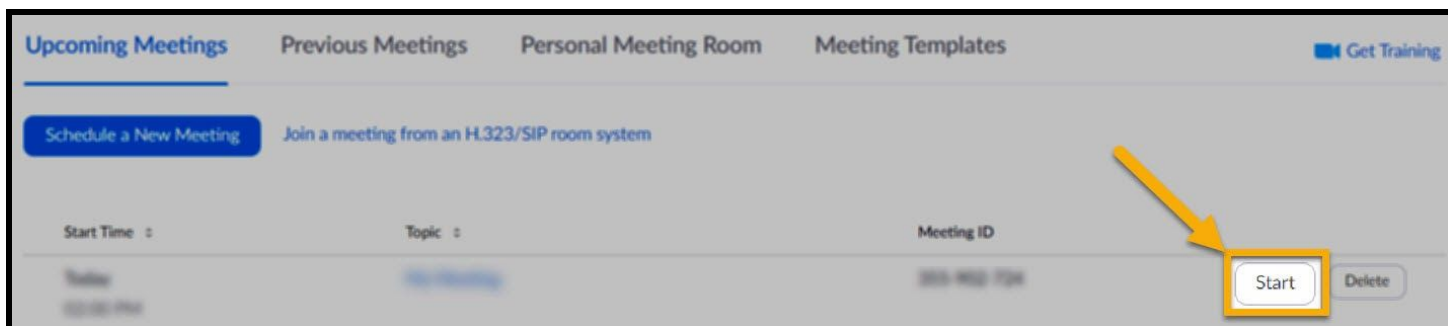 Upcoming Meetings Previous Meetings Personal Meeting Room Meeting Templates Get Training
Schedule a New Meeting Join a meeting from an H.323/SIP room system
Start Time Topic Meeting ID
Start Delete